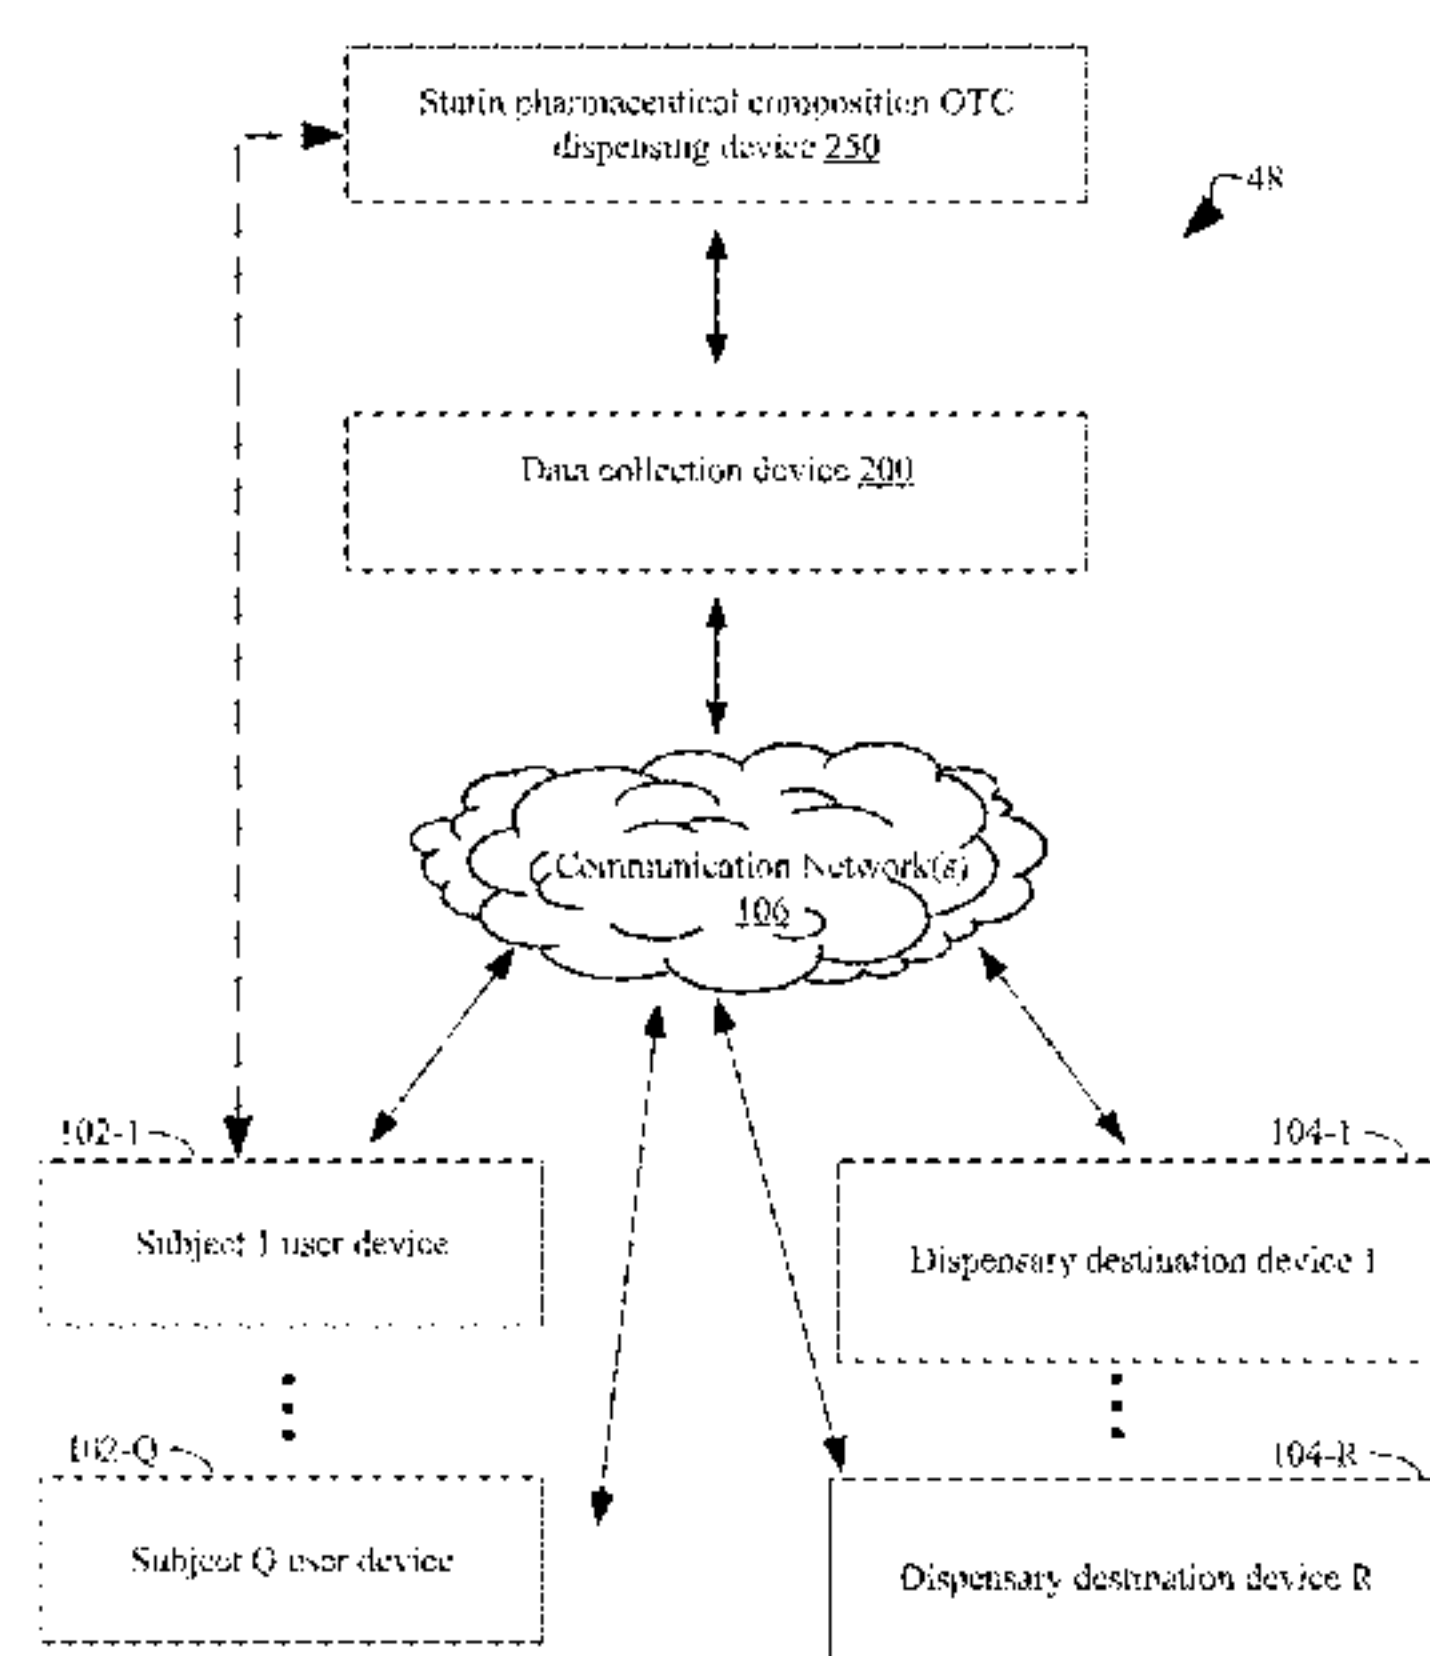 Statin pharmaceutical composition OTC
dispensing device 250
48
Data collection device 200
Communication Network(s)
106
102-1
104-1
Subject 1 user device
Dispensary destination device 1
102-Q
104-R
Subject Q user device
Dispensary destination device R